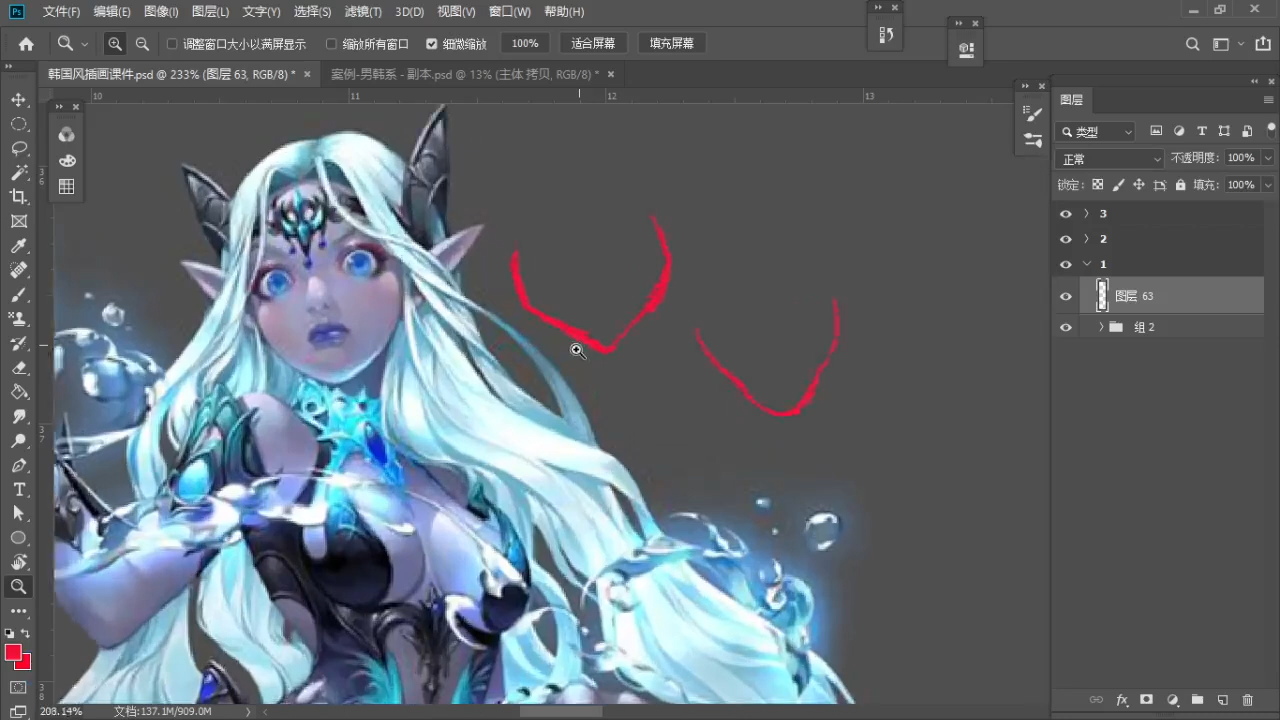 Ps 文件(F) 编辑(E) 图像(I) 图层(L) 文字(Y) 选择(S) 滤镜(T) 3D(D) 视图(V) 窗口(W) 帮助(H)
调整窗口大小以满屏显示 缩放所有窗口 细微缩放 100% 适合屏幕 填充屏幕
韩国风插画课件.psd @ 233% (图层 63, RGB/8) * × 案例-男韩系 - 副本.psd @ 13% (主体 拷贝, RGB/8) * ×
10 11 12 13
36
37
38
图层
类型
正常 不透明度: 100%
锁定: 填充: 100%
3
2
1
图层 63
组 2
208.14% 文档:137.1M/909.0M